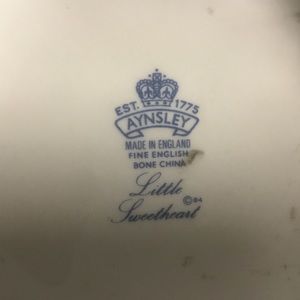 EST. 1775
AYNSLEY
MADE IN ENGLAND
FINE ENGLISH
BONE CHINA
Little
©84
Sweetheart